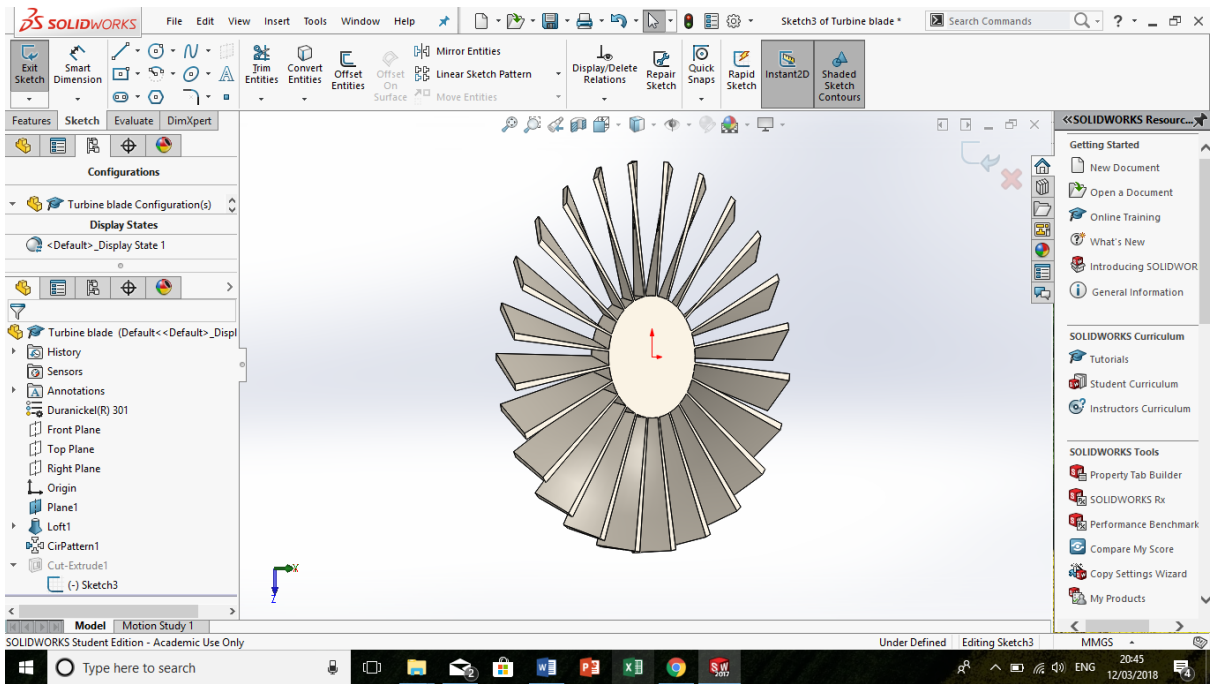 SOLIDWORKS File Edit View Insert Tools Window Help Sketch3 of Turbine blade * Search Commands
Exit Sketch
Smart Dimension
Trim Entities
Convert Entities
Offset Entities
Offset On Surface
Mirror Entities
Linear Sketch Pattern
Move Entities
Display/Delete Relations
Repair Sketch
Quick Snaps
Rapid Sketch
Instant2D
Shaded Sketch Contours
Features Sketch Evaluate DimXpert
Configurations
Turbine blade Configuration(s)
Display States
<Default>_Display State 1
Turbine blade (Default<<Default>_Displ
History
Sensors
Annotations
Duranickel(R) 301
Front Plane
Top Plane
Right Plane
Origin
Plane1
Loft1
CirPattern1
Cut-Extrude1
(-) Sketch3
X
Z
«SOLIDWORKS Resourc...
Getting Started
New Document
Open a Document
Online Training
What's New
Introducing SOLIDWOR
General Information
SOLIDWORKS Curriculum
Tutorials
Student Curriculum
Instructors Curriculum
SOLIDWORKS Tools
Property Tab Builder
SOLIDWORKS Rx
Performance Benchmark
Compare My Score
Copy Settings Wizard
My Products
Model Motion Study 1
SOLIDWORKS Student Edition - Academic Use Only Under Defined Editing Sketch3 MMGS
Type here to search ENG 20:45
12/03/2018